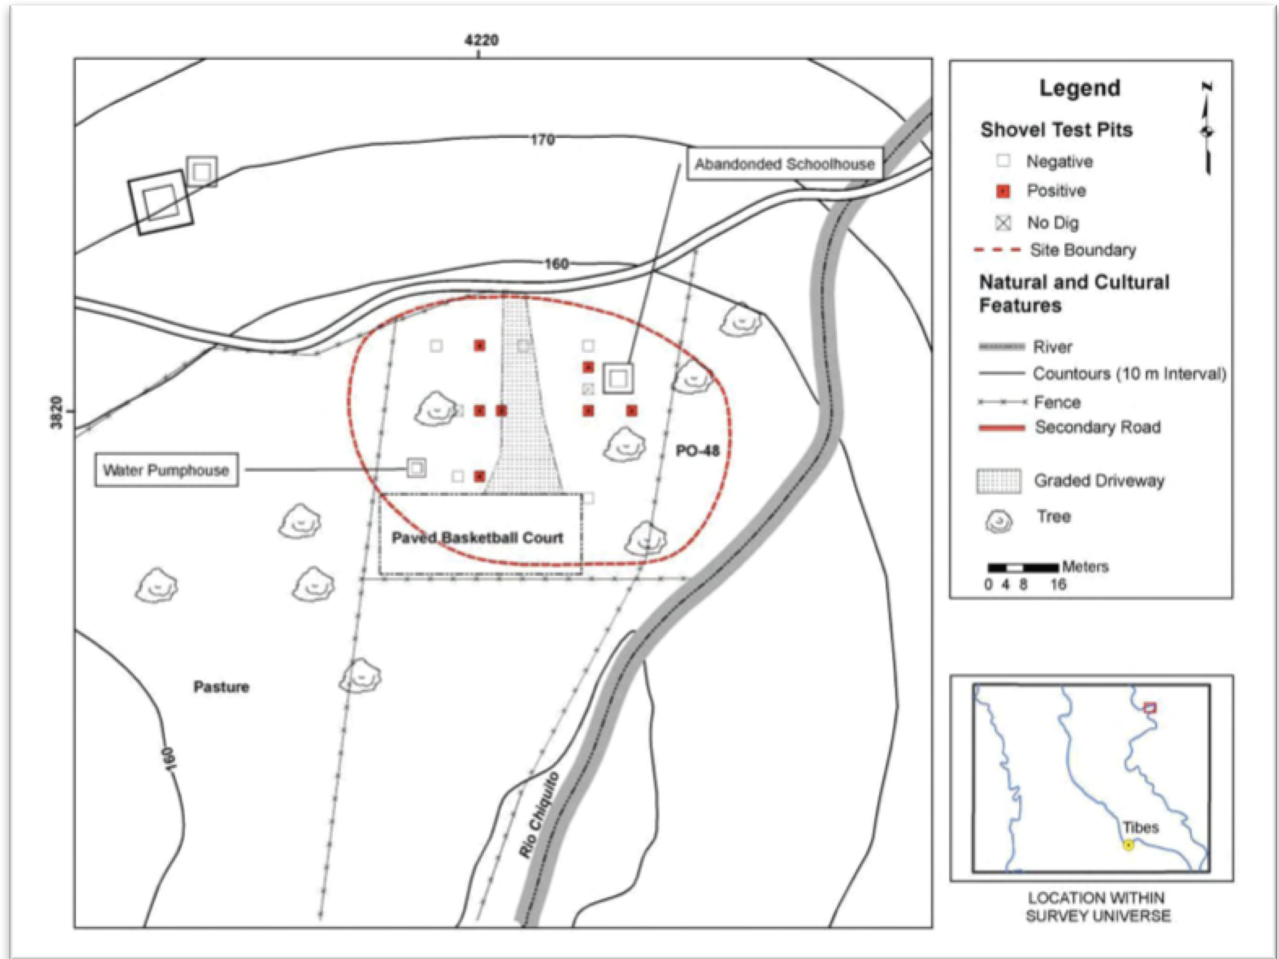 4220
170
Abandonded Schoolhouse
160
3820
PO-48
Water Pumphouse
Paved Basketball Court
Pasture
160
Rio Chiquito
Legend
N
Shovel Test Pits
Negative
Positive
No Dig
Site Boundary
Natural and Cultural
Features
River
Countours (10 m Interval)
Fence
Secondary Road
Graded Driveway
Tree
Meters
0 4 8 16
Tibes
LOCATION WITHIN
SURVEY UNIVERSE